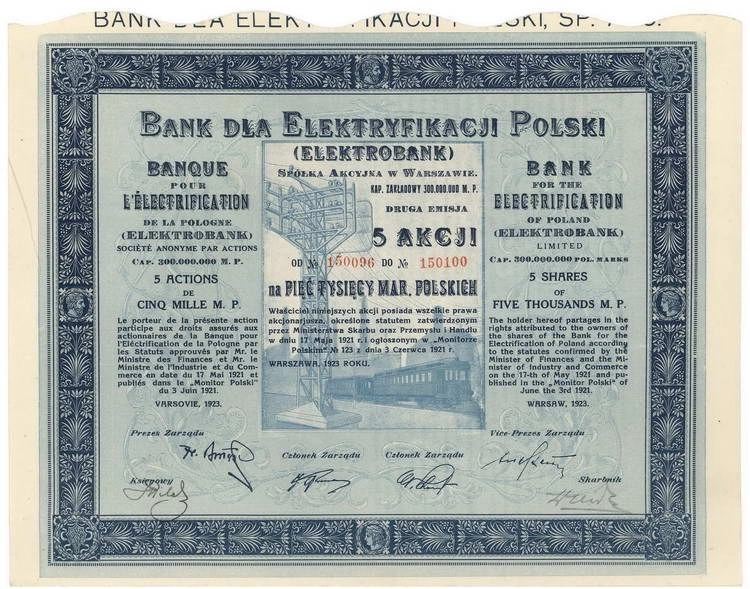 BANK DLA ELEKTRYFIKACJI POLSKI, SP.
BANK DLA ELEKTRYFIKACJI POLSKI
(ELEKTROBANK)
SPÓŁKA AKCYJNA W WARSZAWIE.
KAP. ZAKŁADOWY 300.000.000 M. P.
DRUGA EMISJA
5 AKCJI
OD № 150096 DO № 150100
na PIĘĆ TYSIĘCY MAR. POLSKICH
Właściciel niniejszych akcji posiada wszelkie prawa
akcjonarjusza, określone statutem zatwierdzonym
przez Ministerstwa Skarbu oraz Przemysłu i Handlu
w dniu 17 Maja 1921 r. i ogłoszonym w „Monitorze
Polskim" № 123 z dnia 3 Czerwca 1921 r.
WARSZAWA, 1923 ROKU.
BANQUE
POUR
L'ÉLECTRIFICATION
DE LA POLOGNE
(ELEKTROBANK)
SOCIÉTÉ ANONYME PAR ACTIONS
CAP. 300.000.000 M. P.
5 ACTIONS
DE
CINQ MILLE M. P.
Le porteur de la présente action
participe aux droits assurés aux
actionnaires de la Banque pour
l'Eléctrification de la Pologne par
les Statuts approuvés par Mr. le
Ministre des Finances et Mr. le
Ministre de l'Industrie et du Com-
merce en date du 17 Mai 1921 et
publiés dans le „Monitor Polski"
du 3 Juin 1921.
VARSOVIE, 1923.
BANK
FOR THE
ELECTRIFICATION
OF POLAND
(ELEKTROBANK)
LIMITED
CAP. 300.000.000 POL. MARKS
5 SHARES
OF
FIVE THOUSANDS M. P.
The holder hereof partages in the
rights attributed to the owners of
the shares of the Bank for the
Electrification of Poland according
to the statutes confirmed by the
Minister of Finances and the Mi-
nister of Industry and Commerce
on the 17-th of May 1921 and pu-
blished in the „Monitor Polski" of
June the 3rd 1921.
WARSAW, 1923.
Prezes Zarządu
Członek Zarządu
Członek Zarządu
Vice-Prezes Zarządu
Księgowy
Skarbnik